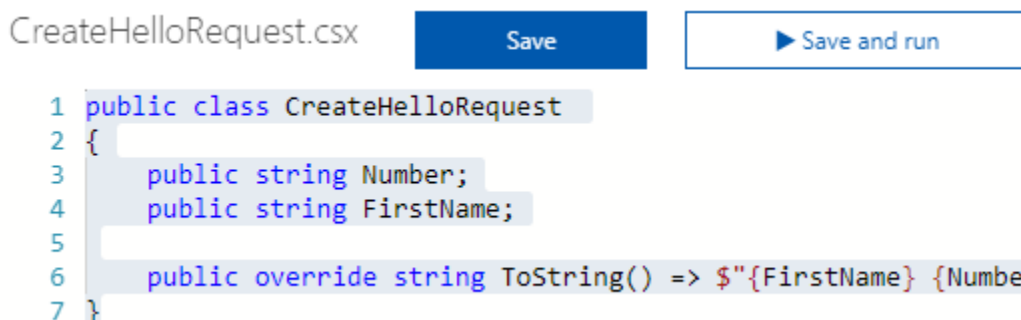 CreateHelloRequest.csx Save ▶ Save and run
1 public class CreateHelloRequest
2 {
3 public string Number;
4 public string FirstName;
5
6 public override string ToString() => $"{FirstName} {Numbe
7 }